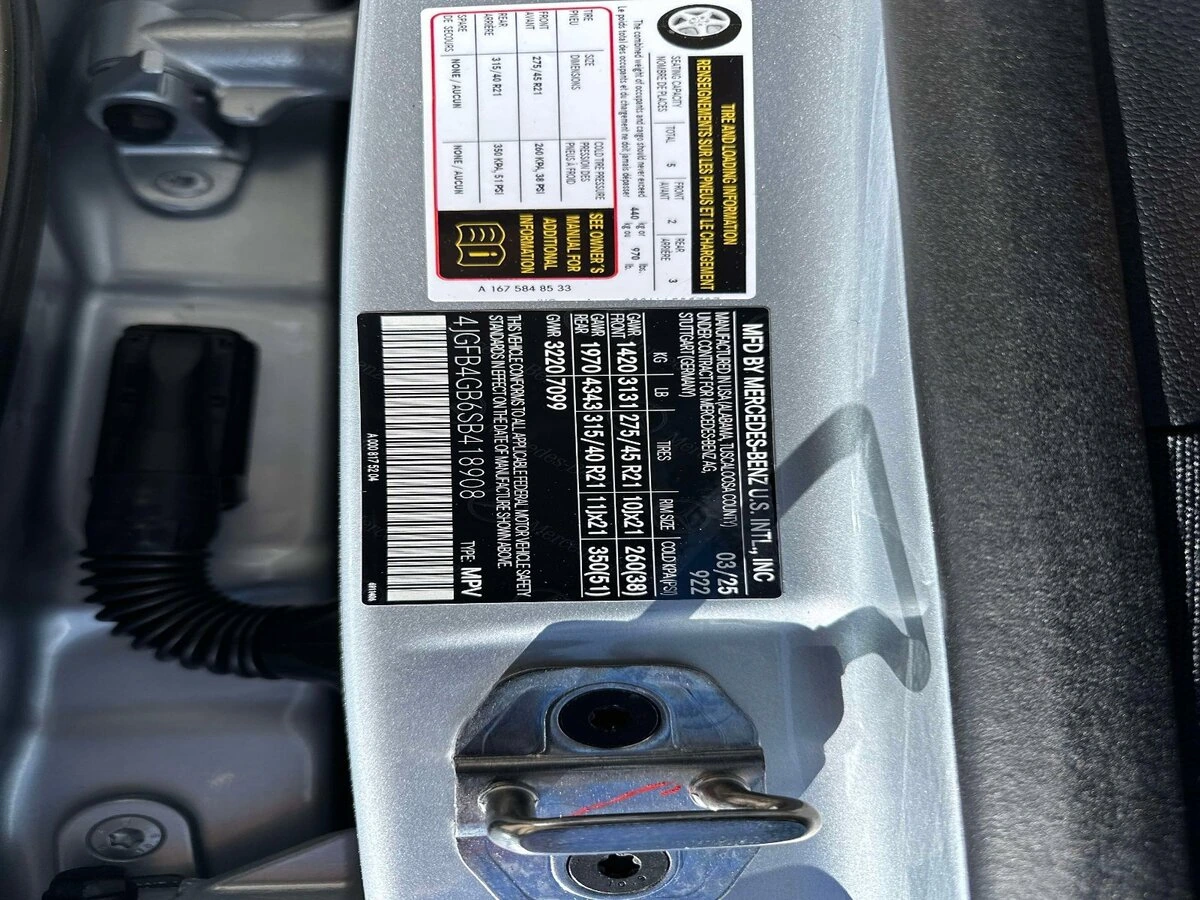 TIRE AND LOADING INFORMATION
RENSEIGNEMENTS SUR LES PNEUS ET LE CHARGEMENT
SEATING CAPACITY TOTAL 5 FRONT 2 REAR 3
NOMBRE DE PLACES AVANT ARRIÈRE
The combined weight of occupants and cargo should never exceed 440 kg or 970 lbs.
Le poids total des occupants et du chargement ne doit jamais dépasser kg ou lb.
TIRE SIZE COLD TIRE PRESSURE
PNEU DIMENSIONS PRESSION DES
PNEUS À FROID
FRONT 275/45 R21 260 KPA, 38 PSI
AVANT
REAR 315/40 R21 350 KPA, 51 PSI
ARRIÈRE
SPARE NONE / AUCUN NONE / AUCUN
DE SECOURS
SEE OWNER'S
MANUAL FOR
ADDITIONAL
INFORMATION
A 167 584 85 33
MFD BY MERCEDES-BENZ U.S. INTL., INC
MANUFACTURED IN USA (ALABAMA, TUSCALOOSA COUNTY) 03/25
UNDER CONTRACT FOR MERCEDES-BENZ AG, 922
STUTTGART (GERMANY)
KG LB TIRES RIM SIZE COLD KPA(PSI)
GAWR FRONT 1420 3131 275/45 R21 10Jx21 260(38)
GAWR REAR 1970 4343 315/40 R21 11Jx21 350(51)
GVWR 3220 7099
THIS VEHICLE CONFORMS TO ALL APPLICABLE FEDERAL MOTOR VEHICLE SAFETY
STANDARDS IN EFFECT ON THE DATE OF MANUFACTURE SHOWN ABOVE.
4JGFB4GB6SB418908 TYPE: MPV
A 000 817 52 04